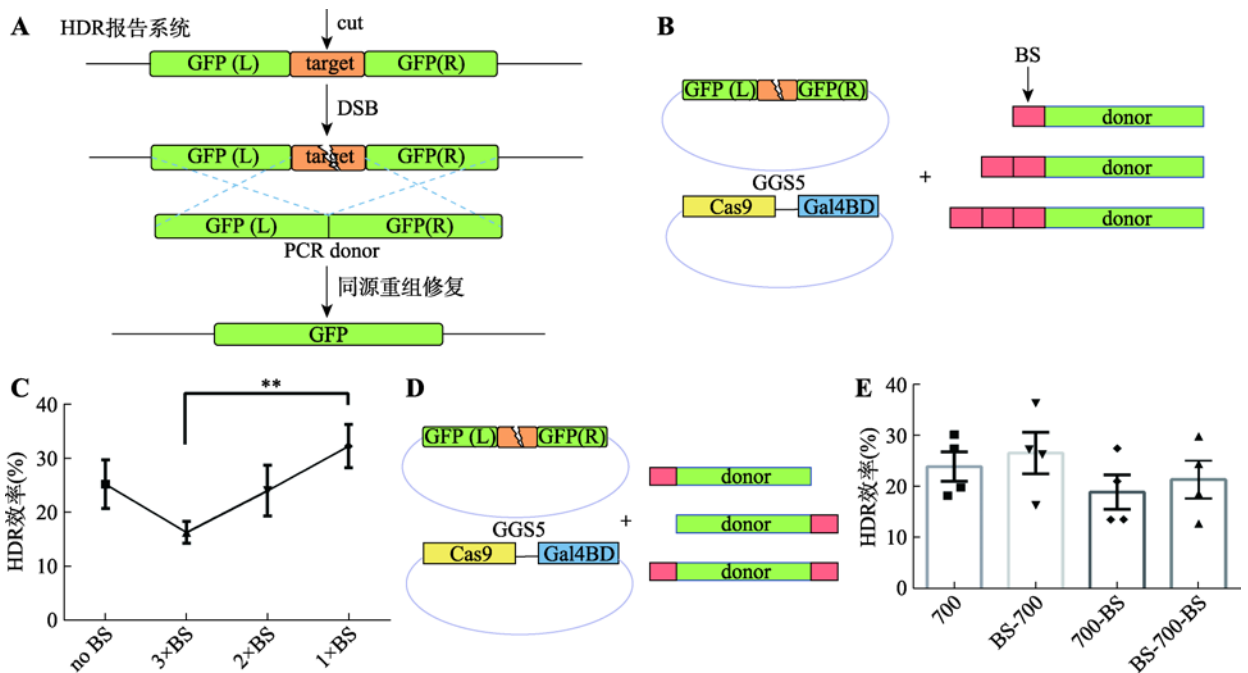 A
HDR报告系统
cut
GFP (L) target GFP(R)
DSB
GFP (L) target GFP(R)
GFP (L) GFP(R)
PCR donor
同源重组修复
GFP
B
GFP (L) GFP(R)
GGS5
Cas9 Gal4BD
+
BS
donor
donor
donor
C
**
HDR效率(%)
40
30
20
10
0
no BS 3×BS 2×BS 1×BS
D
GFP (L) GFP(R)
GGS5
Cas9 Gal4BD
+
donor
donor
donor
E
HDR效率(%)
40
30
20
10
0
700 BS-700 700-BS BS-700-BS